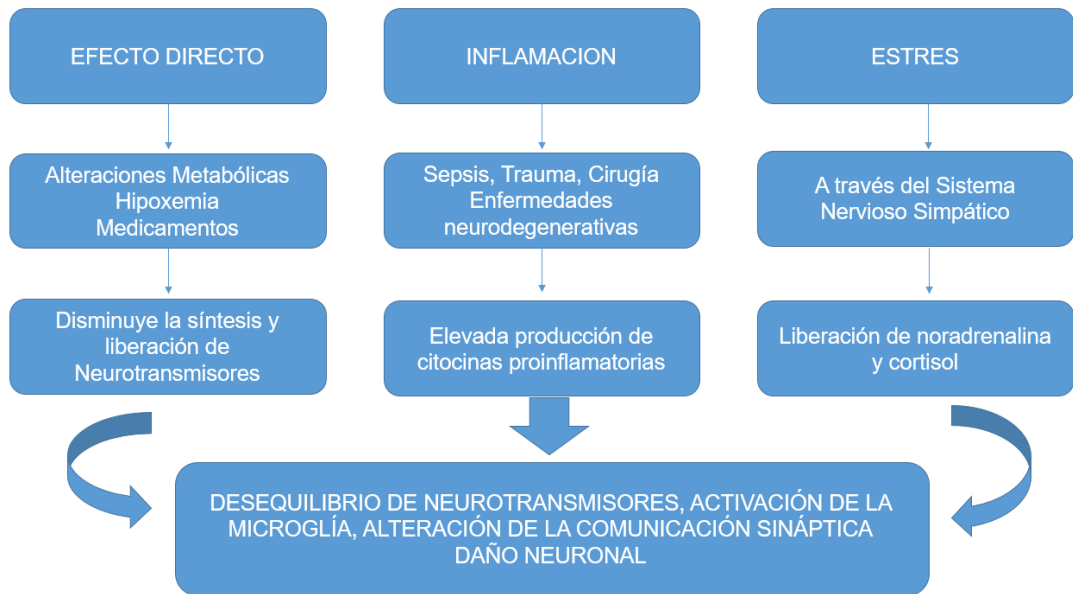 EFECTO DIRECTO
INFLAMACION
ESTRES
Alteraciones Metabólicas
Hipoxemia
Medicamentos
Sepsis, Trauma, Cirugía
Enfermedades
neurodegenerativas
A través del Sistema
Nervioso Simpático
Disminuye la síntesis y
liberación de
Neurotransmisores
Elevada producción de
citocinas proinflamatorias
Liberación de noradrenalina
y cortisol
DESEQUILIBRIO DE NEUROTRANSMISORES, ACTIVACIÓN DE LA
MICROGLÍA, ALTERACIÓN DE LA COMUNICACIÓN SINÁPTICA
DAÑO NEURONAL